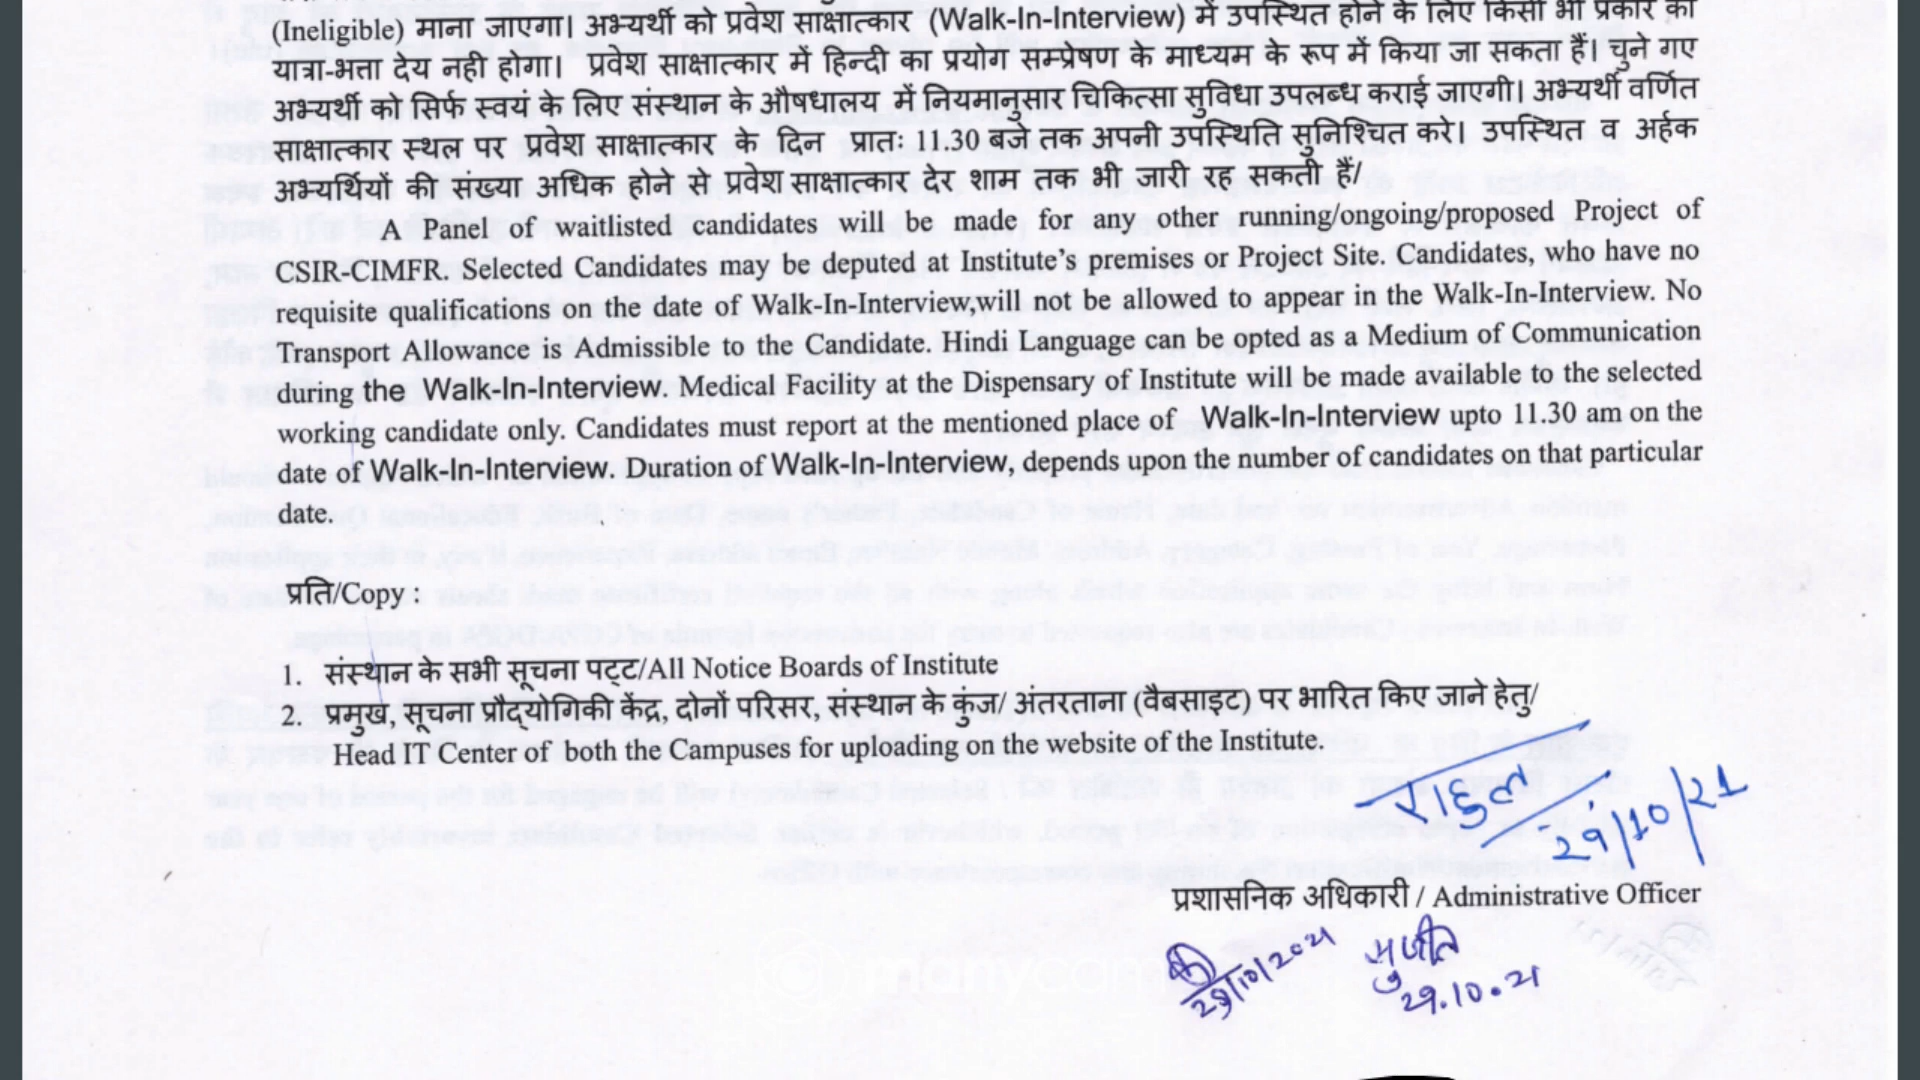 (Ineligible) माना जाएगा। अभ्यर्थी को प्रवेश साक्षात्कार (Walk-In-Interview) में उपस्थित होने के लिए किसी भी प्रकार का
यात्रा-भत्ता देय नही होगा। प्रवेश साक्षात्कार में हिन्दी का प्रयोग सम्प्रेषण के माध्यम के रूप में किया जा सकता हैं। चुने गए
अभ्यर्थी को सिर्फ स्वयं के लिए संस्थान के औषधालय में नियमानुसार चिकित्सा सुविधा उपलब्ध कराई जाएगी। अभ्यर्थी वर्णित
साक्षात्कार स्थल पर प्रवेश साक्षात्कार के दिन प्रातः 11.30 बजे तक अपनी उपस्थिति सुनिश्चित करे। उपस्थित व अर्हक
अभ्यर्थियों की संख्या अधिक होने से प्रवेश साक्षात्कार देर शाम तक भी जारी रह सकती हैं/
A Panel of waitlisted candidates will be made for any other running/ongoing/proposed Project of
CSIR-CIMFR. Selected Candidates may be deputed at Institute's premises or Project Site. Candidates, who have no
requisite qualifications on the date of Walk-In-Interview,will not be allowed to appear in the Walk-In-Interview. No
Transport Allowance is Admissible to the Candidate. Hindi Language can be opted as a Medium of Communication
during the Walk-In-Interview. Medical Facility at the Dispensary of Institute will be made available to the selected
working candidate only. Candidates must report at the mentioned place of Walk-In-Interview upto 11.30 am on the
date of Walk-In-Interview. Duration of Walk-In-Interview, depends upon the number of candidates on that particular
date.
प्रति/Copy :
1. संस्थान के सभी सूचना पट्ट/All Notice Boards of Institute
2. प्रमुख, सूचना प्रौद्योगिकी केंद्र, दोनों परिसर, संस्थान के कुंज/ अंतरताना (वैबसाइट) पर भारित किए जाने हेतु/
Head IT Center of both the Campuses for uploading on the website of the Institute.
29/10/21
प्रशासनिक अधिकारी / Administrative Officer
29/10/2021
29.10.21
manycam